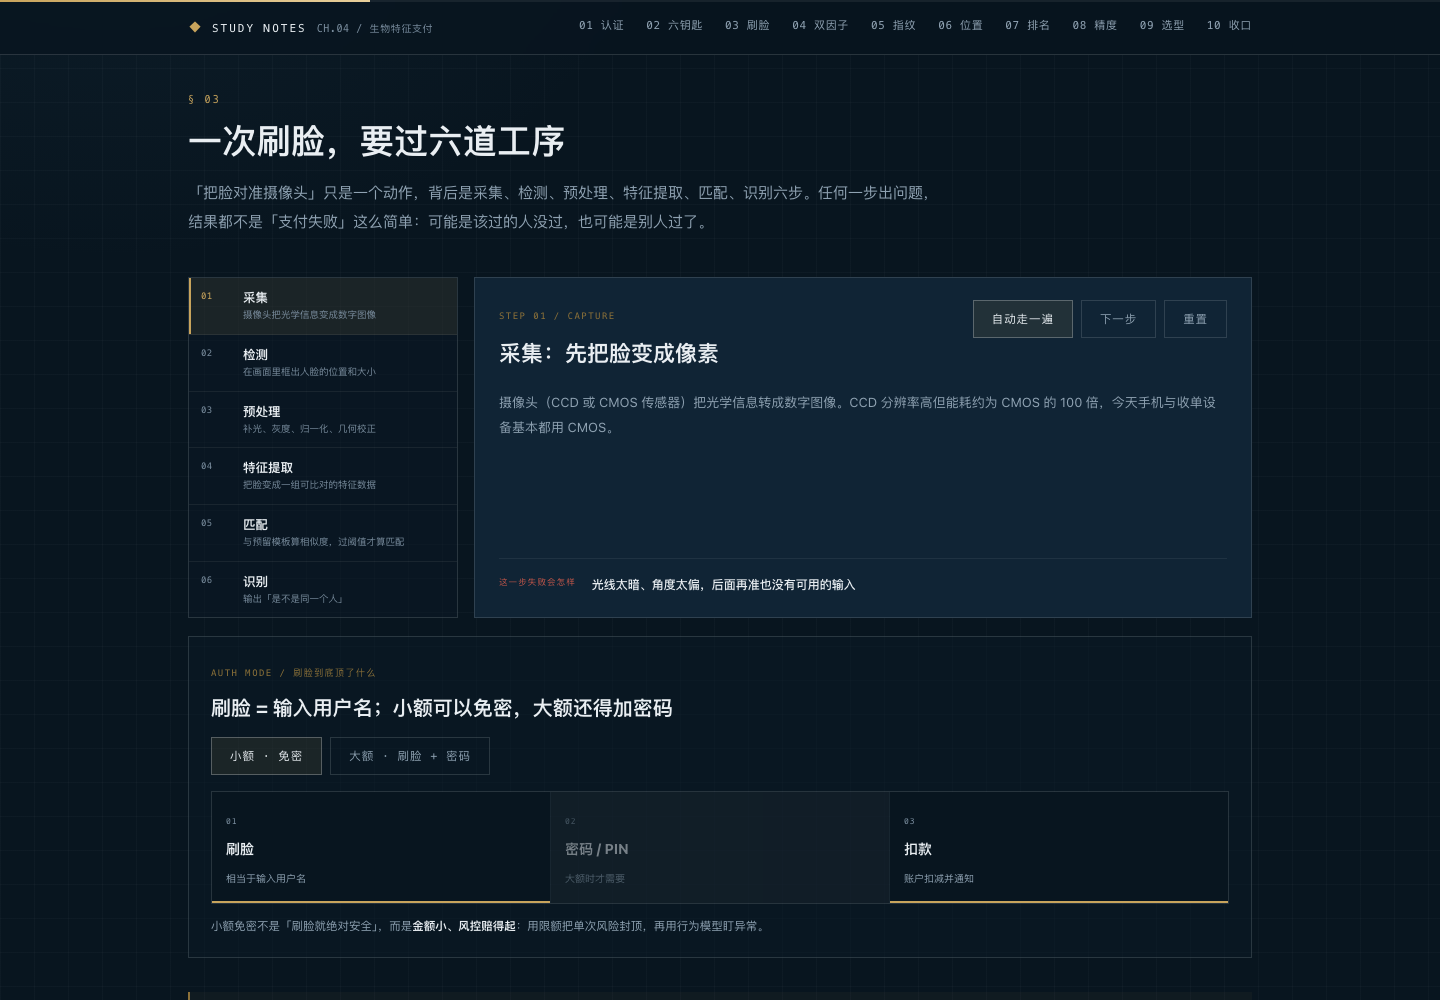 ◆ STUDY NOTES CH.04 / 生物特征支付
01 认证 02 六钥匙 03 刷脸 04 双因子 05 指纹 06 位置 07 排名 08 精度 09 选型 10 收口
§ 03
一次刷脸，要过六道工序
「把脸对准摄像头」只是一个动作，背后是采集、检测、预处理、特征提取、匹配、识别六步。任何一步出问题，
结果都不是「支付失败」这么简单：可能是该过的人没过，也可能是别人过了。
01 采集
摄像头把光学信息变成数字图像
02 检测
在画面里框出人脸的位置和大小
03 预处理
补光、灰度、归一化、几何校正
04 特征提取
把脸变成一组可比对的特征数据
05 匹配
与预留模板算相似度，过阈值才算匹配
06 识别
输出「是不是同一个人」
STEP 01 / CAPTURE
自动走一遍 下一步 重置
采集：先把脸变成像素
摄像头（CCD 或 CMOS 传感器）把光学信息转成数字图像。CCD 分辨率高但能耗约为 CMOS 的 100 倍，今天手机与收单设
备基本都用 CMOS。
这一步失败会怎样 光线太暗、角度太偏，后面再准也没有可用的输入
AUTH MODE / 刷脸到底顶了什么
刷脸 = 输入用户名；小额可以免密，大额还得加密码
小额 · 免密 大额 · 刷脸 + 密码
01
刷脸
相当于输入用户名
02
密码 / PIN
大额时才需要
03
扣款
账户扣减并通知
小额免密不是「刷脸就绝对安全」，而是金额小、风控赔得起：用限额把单次风险封顶，再用行为模型盯异常。